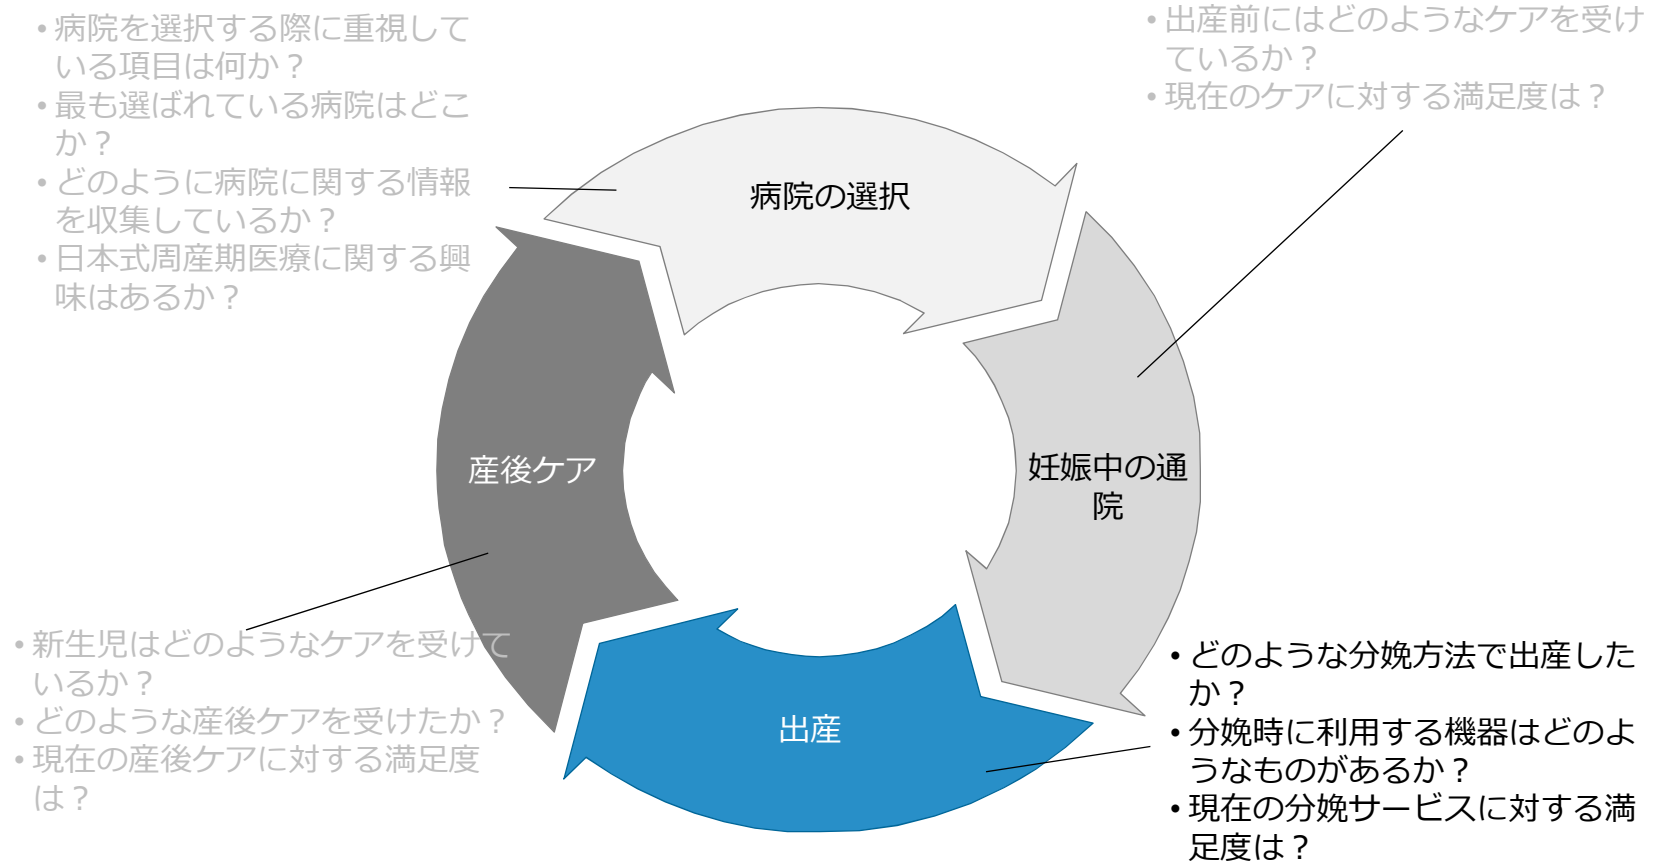 • 病院を選択する際に重視して
いる項目は何か？
• 最も選ばれている病院はどこ
か？
• どのように病院に関する情報
を収集しているか？
• 日本式周産期医療に関する興
味はあるか？
• 出産前にはどのようなケアを受け
ているか？
• 現在のケアに対する満足度は？
病院の選択
妊娠中の通
院
産後ケア
出産
• 新生児はどのようなケアを受けて
いるか？
• どのような産後ケアを受けたか？
• 現在の産後ケアに対する満足度
は？
• どのような分娩方法で出産した
か？
• 分娩時に利用する機器はどのよ
うなものがあるか？
• 現在の分娩サービスに対する満
足度は？